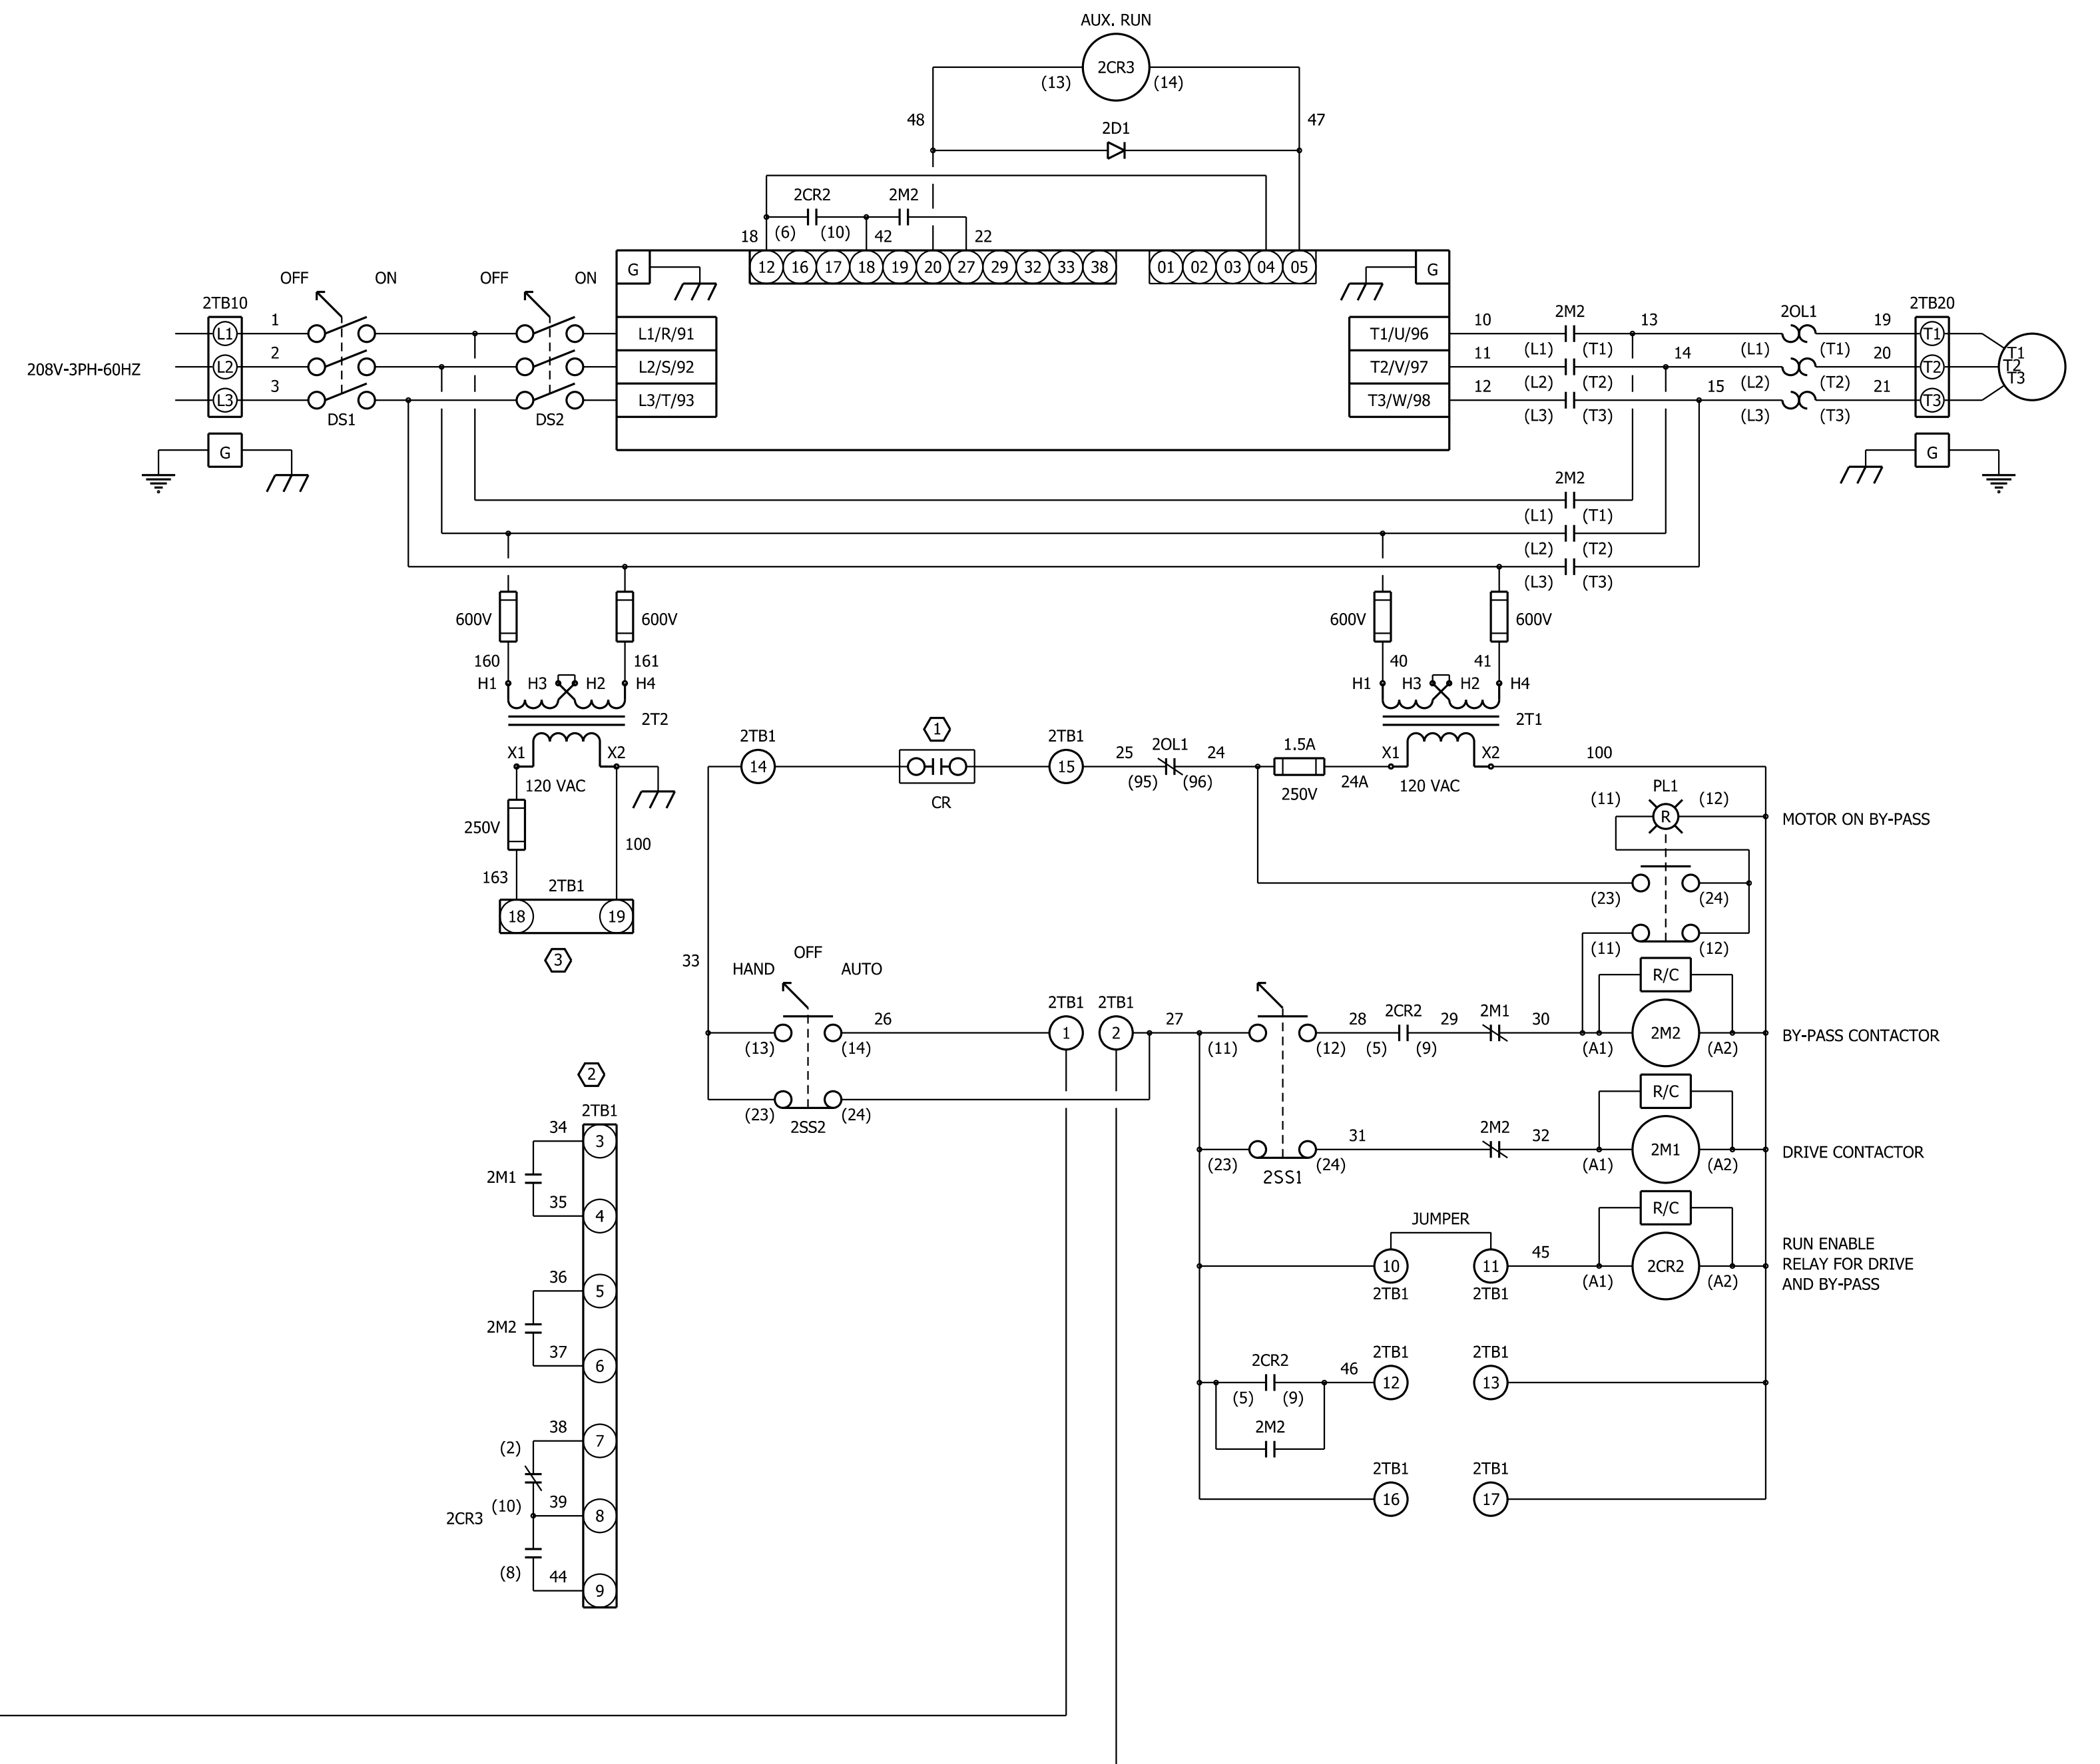 AUX. RUN
2CR3
(13)
(14)
48
47
2D1
2CR2
2M2
18
(6)
(10)
42
22
G
12
16
17
18
19
20
27
29
32
33
38
01
02
03
04
05
G
OFF
ON
OFF
ON
2TB10
L1
L2
L3
1
2
3
208V-3PH-60HZ
DS1
DS2
L1/R/91
L2/S/92
L3/T/93
T1/U/96
T2/V/97
T3/W/98
10
11
12
2M2
(L1)
(T1)
(L2)
(T2)
(L3)
(T3)
13
14
15
2OL1
(L1)
(T1)
(L2)
(T2)
(L3)
(T3)
19
20
21
2TB20
T1
T2
T3
T1
T2
T3
G
G
2M2
(L1)
(T1)
(L2)
(T2)
(L3)
(T3)
600V
600V
600V
600V
160
161
40
41
H1
H3
H2
H4
H1
H3
H2
H4
2T2
2T1
X1
X2
120 VAC
250V
100
163
2TB1
18
19
3
2TB1
14
1
CR
2TB1
15
25
2OL1
24
(95)
(96)
1.5A
250V
24A
X1
X2
120 VAC
100
PL1
(11)
(12)
R
MOTOR ON BY-PASS
(23)
(24)
(11)
(12)
33
HAND
OFF
AUTO
26
(13)
(14)
(23)
(24)
2SS2
2TB1
2TB1
1
2
27
(11)
(12)
28
2CR2
(5)
(9)
29
2M1
30
R/C
2M2
(A1)
(A2)
BY-PASS CONTACTOR
(23)
(24)
2SS1
31
2M2
32
R/C
2M1
(A1)
(A2)
DRIVE CONTACTOR
JUMPER
10
11
2TB1
2TB1
45
R/C
2CR2
(A1)
(A2)
RUN ENABLE
RELAY FOR DRIVE
AND BY-PASS
2CR2
(5)
(9)
46
2M2
2TB1
12
2TB1
13
2TB1
16
2TB1
17
2
2TB1
34
3
2M1
35
4
36
5
2M2
37
6
38
7
(2)
(10)
39
8
2CR3
(8)
44
9